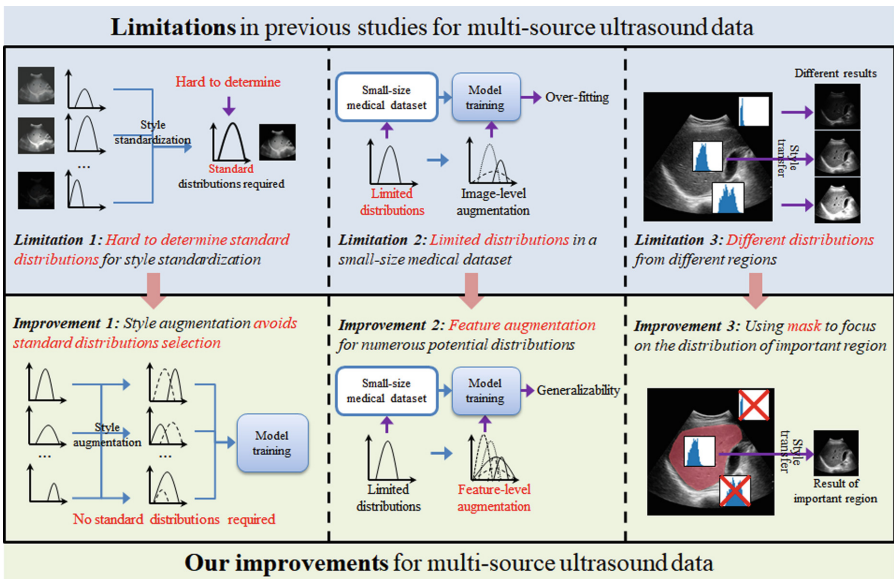 Limitations in previous studies for multi-source ultrasound data
Hard to determine
Style
standardization
...
Standard
distributions required
Limitation 1: Hard to determine standard
distributions for style standardization
Small-size
medical dataset
Model
training
Over-fitting
Limited
distributions
Image-level
augmentation
Limitation 2: Limited distributions in a
small-size medical dataset
Different results
Style
transfer
Limitation 3: Different distributions
from different regions
Improvement 1: Style augmentation avoids
standard distributions selection
Style
augmentation
...
...
Model
training
No standard distributions required
Improvement 2: Feature augmentation
for numerous potential distributions
Small-size
medical dataset
Model
training
Generalizability
Limited
distributions
Feature-level
augmentation
Improvement 3: Using mask to focus
on the distribution of important region
Style
transfer
Result of
important region
Our improvements for multi-source ultrasound data